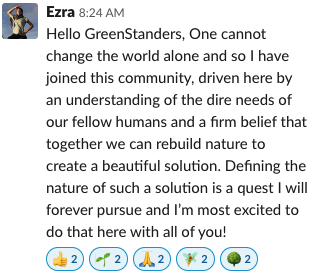 Ezra 8:24 AM
Hello GreenStanders, One cannot
change the world alone and so I have
joined this community, driven here by
an understanding of the dire needs of
our fellow humans and a firm belief that
together we can rebuild nature to
create a beautiful solution. Defining the
nature of such a solution is a quest I will
forever pursue and I’m most excited to
do that here with all of you!
👍 2 🌱 2 🙏 2 🧚 2 🌳 2